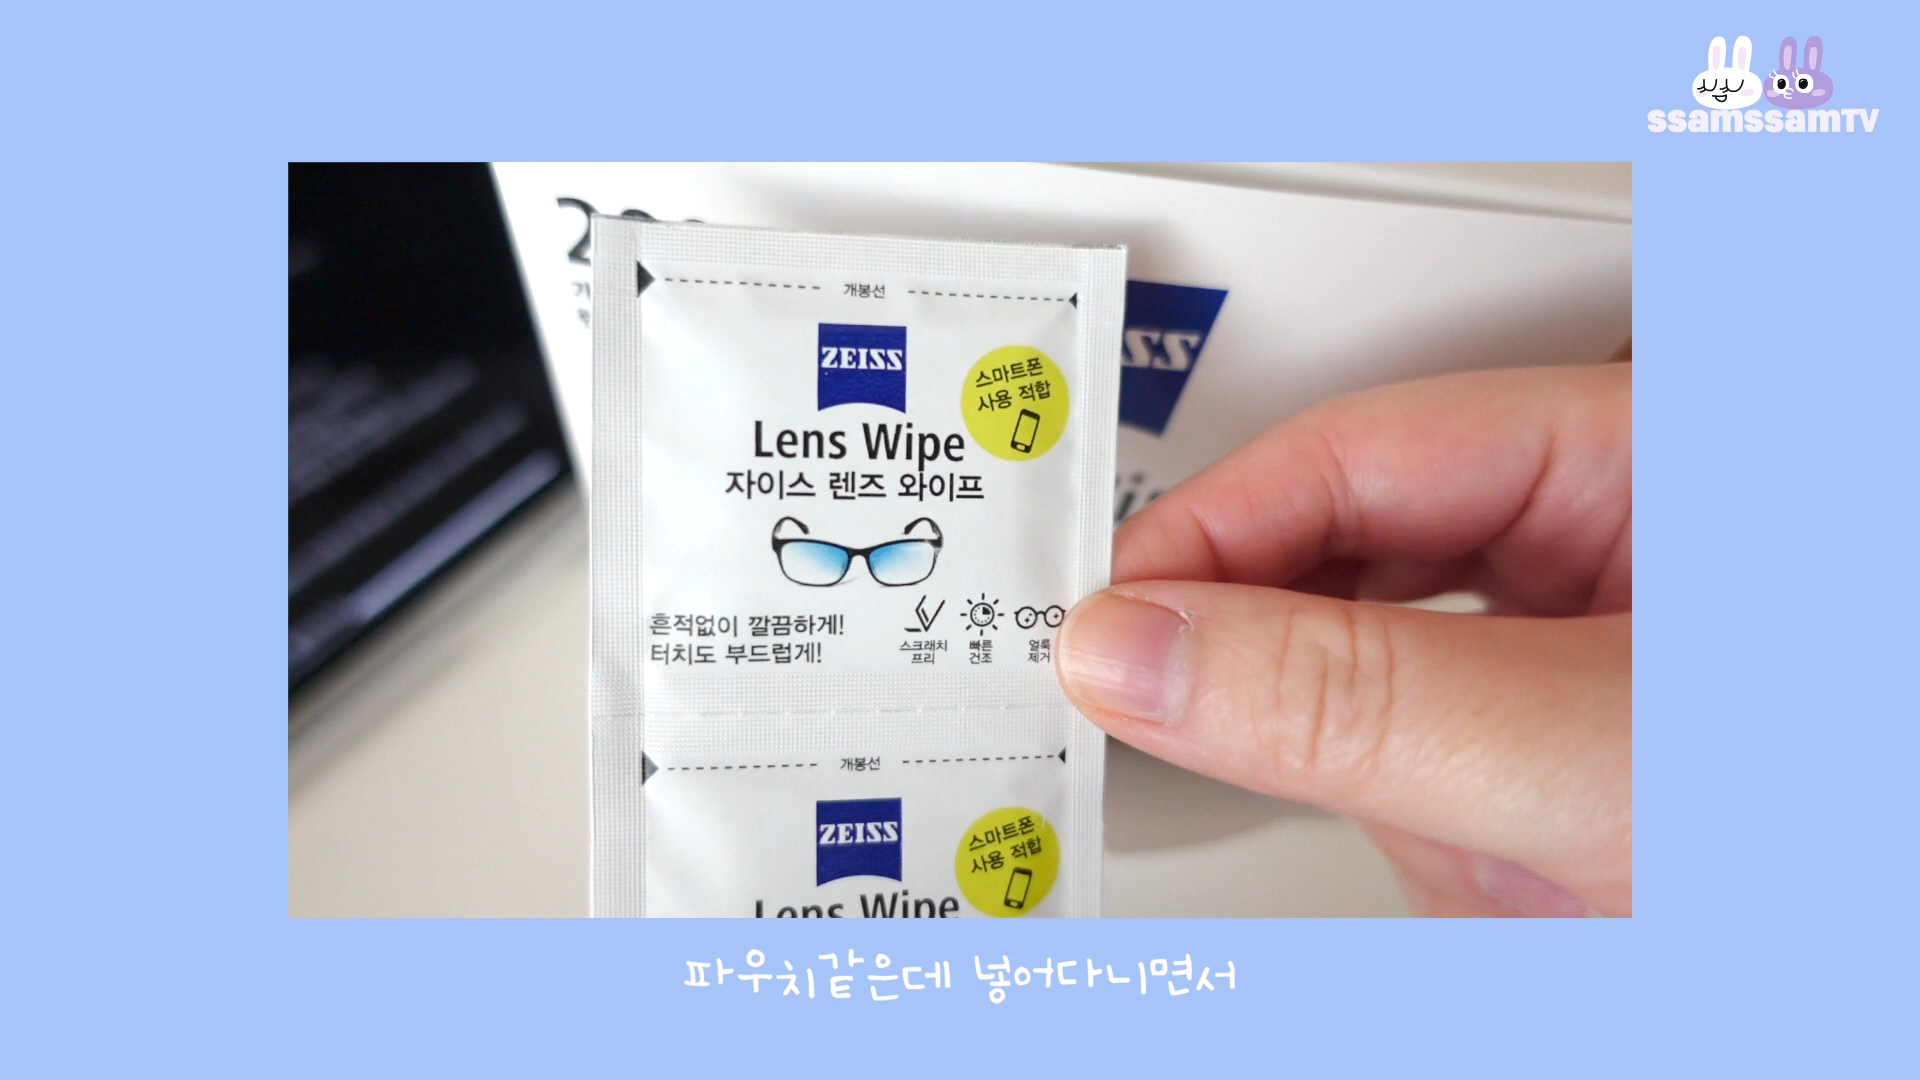 ssamssamTV
개봉선
ZEISS
스마트폰
사용 적합
Lens Wipe
자이스 렌즈 와이프
흔적없이 깔끔하게!
터치도 부드럽게!
스크래치
프리
빠른
건조
얼룩
제거
개봉선
ZEISS
스마트폰
사용 적합
Lens Wipe
파우치같은데 넣어다니면서